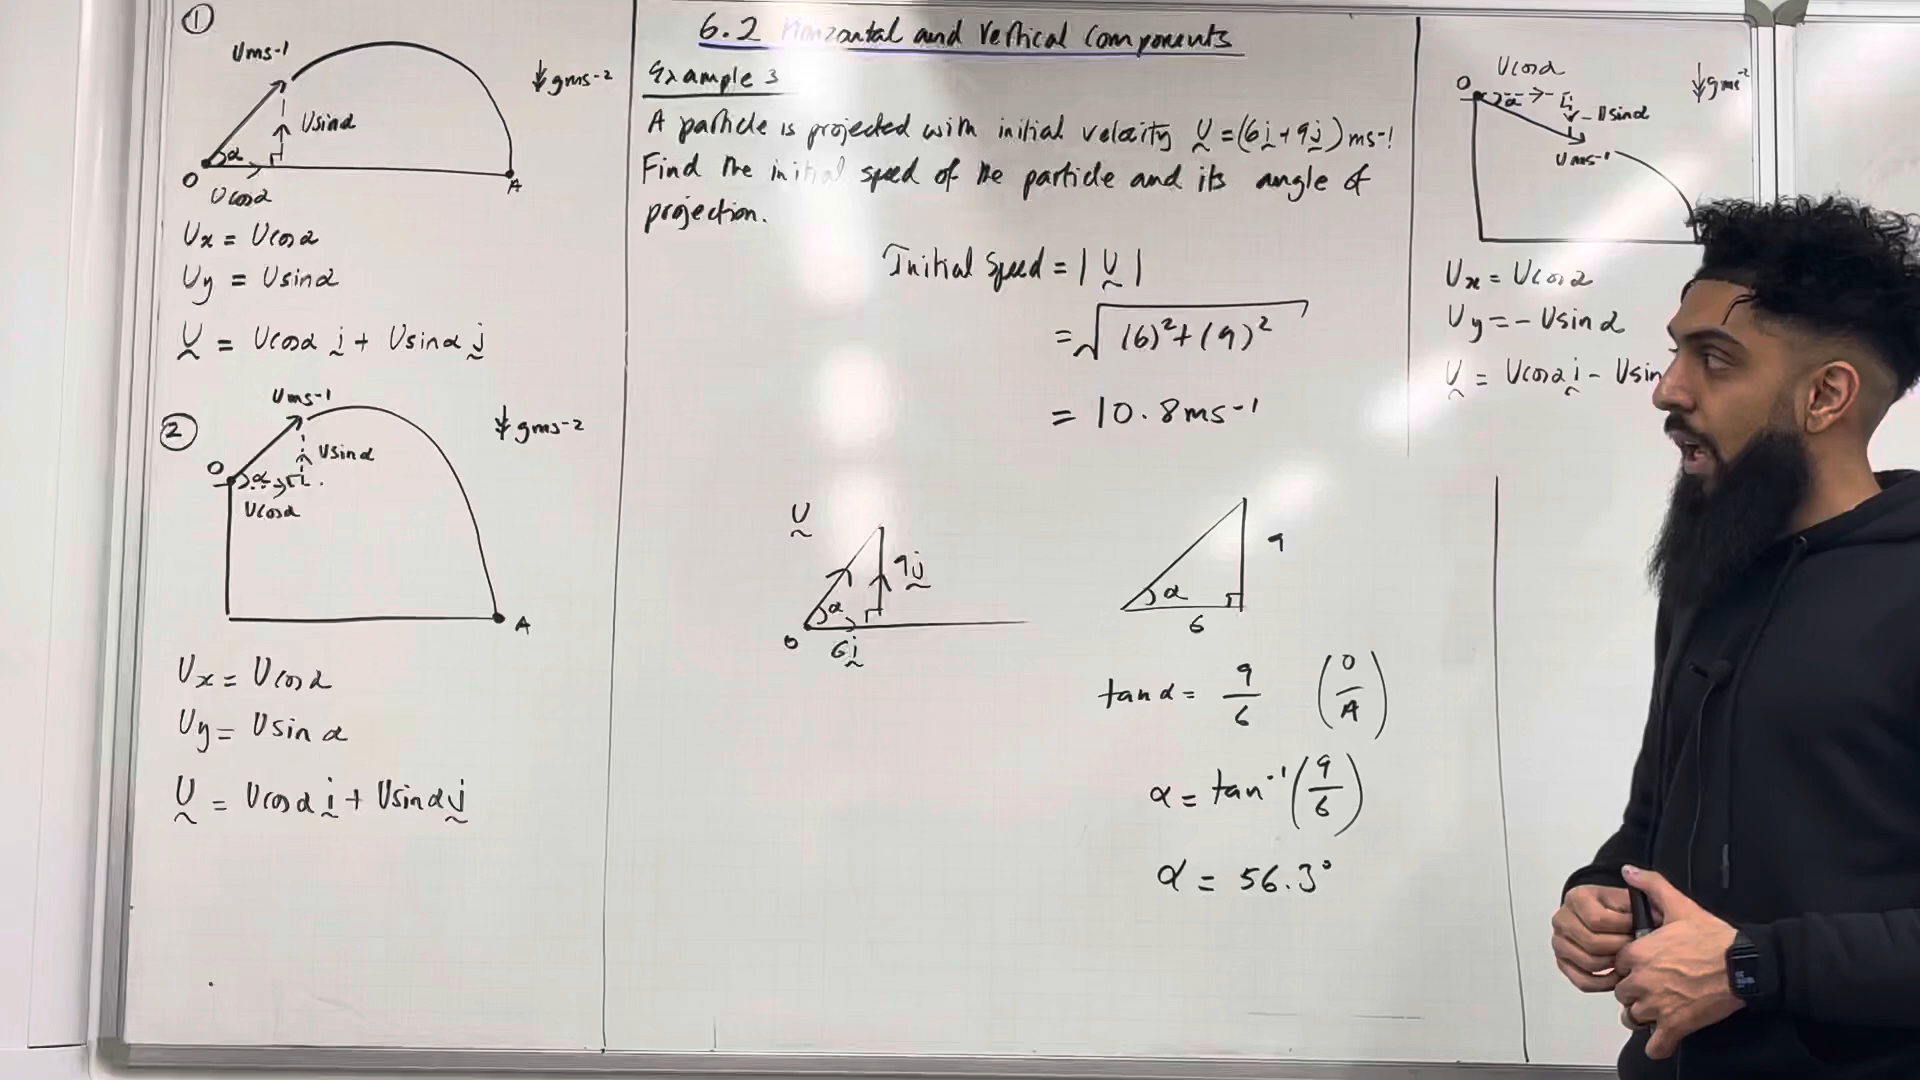 ①
Ums-1
↓gms-2
Usinα
α
O
A
Ucosα
Ux = Ucosα
Uy = Usinα
U = Ucosα i + Usinα j
②
Ums-1
↓gms-2
Usinα
O
α
Ucosα
A
Ux = Ucosα
Uy = Usin α
U = Ucosα i + Usinα j
6.2 Horizontal and Vertical Components
Example 3
A particle is projected with initial velocity U = (6i + 9j) ms-1
Find the initial speed of the particle and its angle of
projection.
Initial Speed = | U |
= √(6)²+(9)²
= 10.8ms-1
U
9j
α
O
6i
9
α
6
tan α = 9/6 (O/A)
α = tan-1(9/6)
α = 56.3°
Ucosα
O
α
↓gms-2
-Usinα
Ums-1
Ux = Ucosα
Uy = -Usinα
U = Ucosα i - Usin